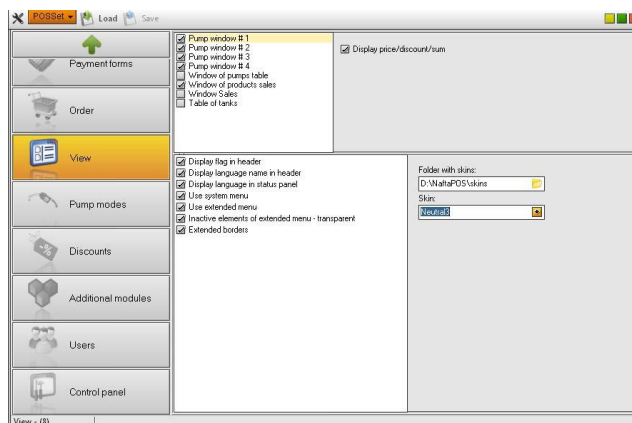 POSSet Load Save
Payment forms
Order
View
Pump modes
Discounts
Additional modules
Users
Control panel
Pump window # 1
Pump window # 2
Pump window # 3
Pump window # 4
Window of pumps table
Window of products sales
Window Sales
Table of tanks
Display price/discount/sum
Display flag in header
Display language name in header
Display language in status panel
Use system menu
Use extended menu
Inactive elements of extended menu - transparent
Extended borders
Folder with skins:
D:\NaftaPOS\skins
Skin:
Neutral3
View - (8)